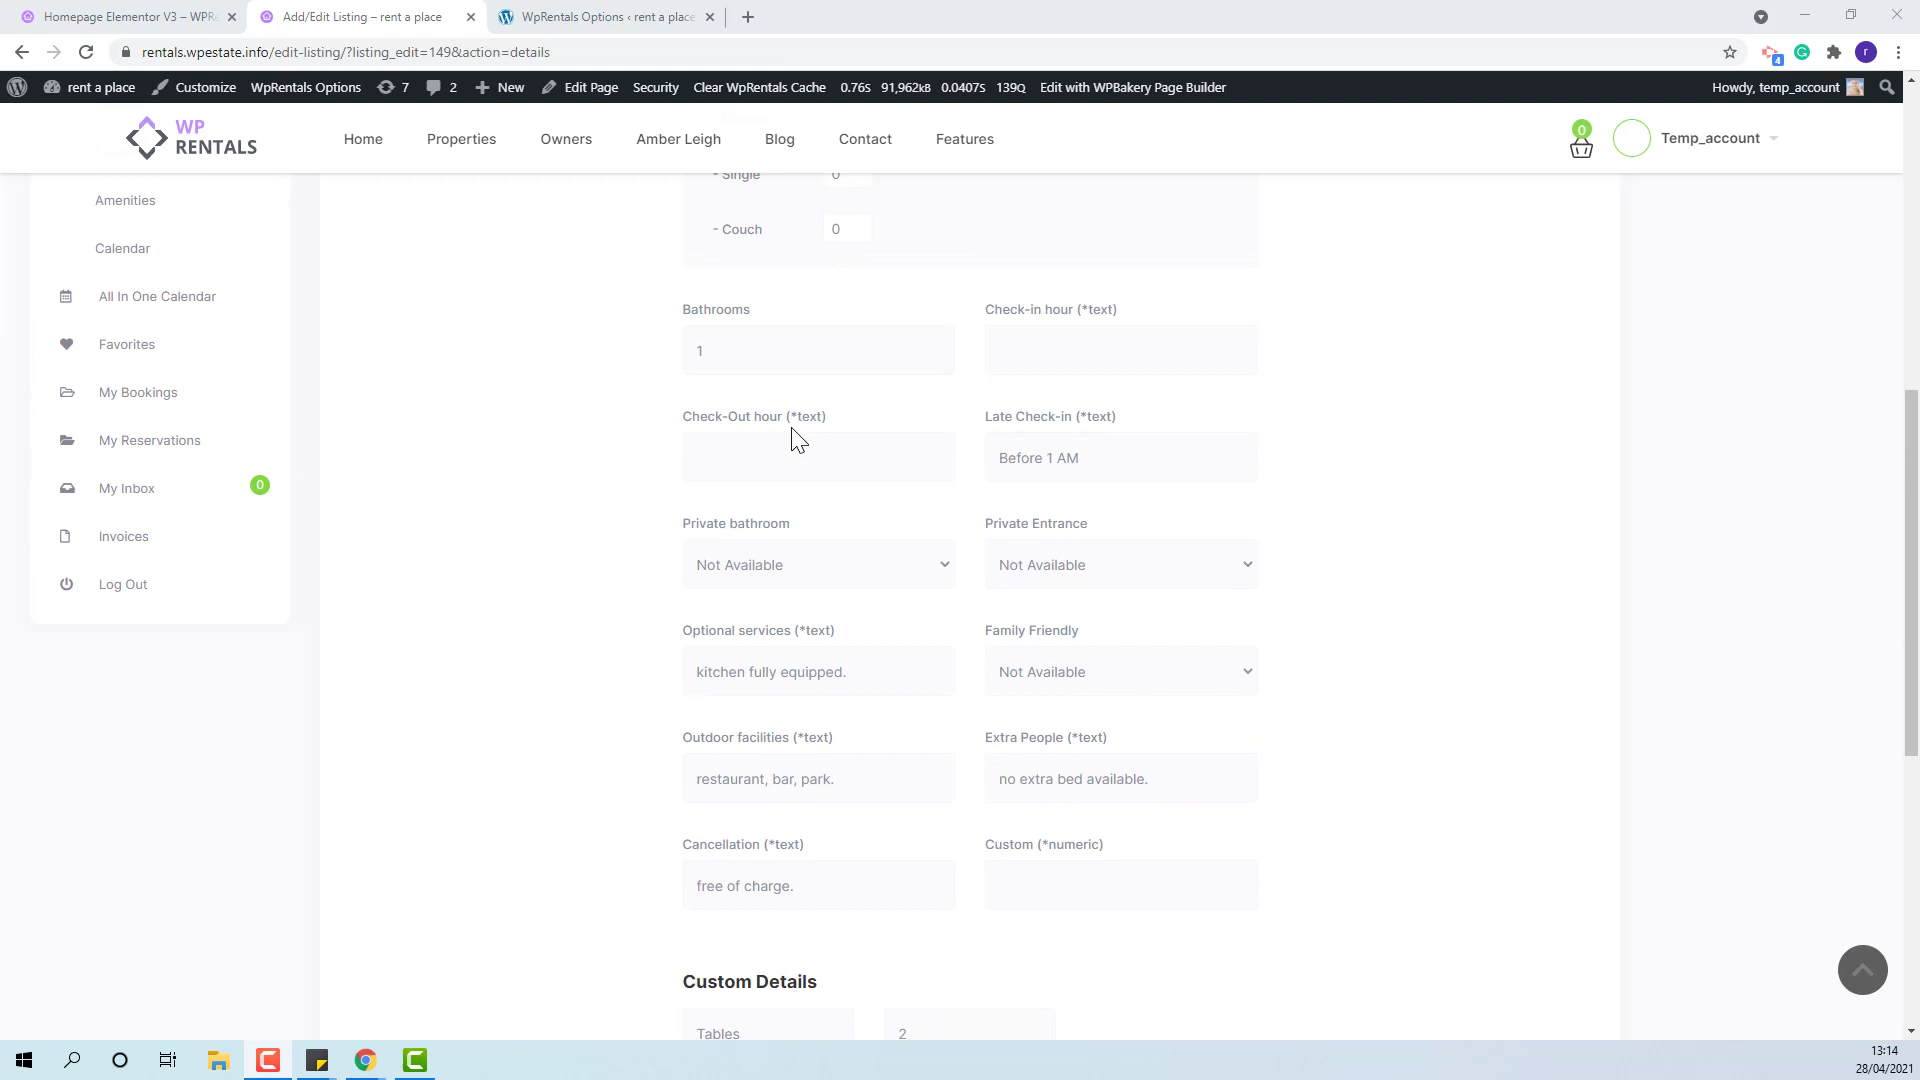 Homepage Elementor V3 – WPRe
Add/Edit Listing – rent a place
WpRentals Options ‹ rent a place
rentals.wpestate.info/edit-listing/?listing_edit=149&action=details
4
r
rent a place
Customize
WpRentals Options
7
2
New
Edit Page
Security
Clear WpRentals Cache
0.76S 91,962KB 0.0407S 139Q
Edit with WPBakery Page Builder
Howdy, temp_account
WP
RENTALS
Home
Properties
Owners
Amber Leigh
Blog
Contact
Features
0
Temp_account
Amenities
Calendar
All In One Calendar
Favorites
My Bookings
My Reservations
My Inbox
0
Invoices
Log Out
- Single
0
- Couch
0
Bathrooms
Check-in hour (*text)
1
Check-Out hour (*text)
Late Check-in (*text)
Before 1 AM
Private bathroom
Private Entrance
Not Available
Not Available
Optional services (*text)
Family Friendly
kitchen fully equipped.
Not Available
Outdoor facilities (*text)
Extra People (*text)
restaurant, bar, park.
no extra bed available.
Cancellation (*text)
Custom (*numeric)
free of charge.
Custom Details
Tables
2
13:14
28/04/2021